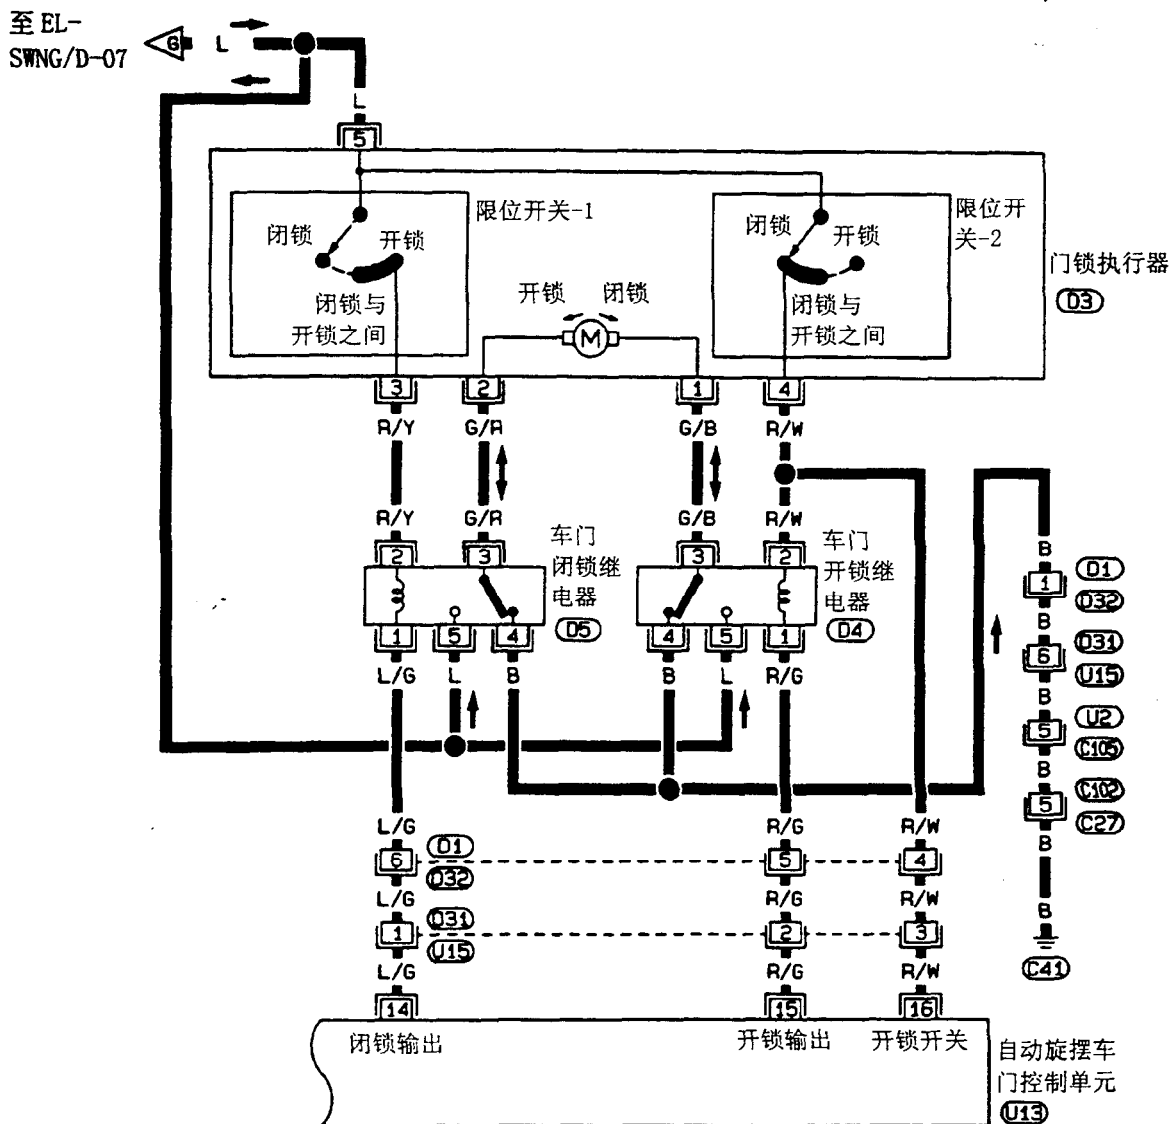 至 EL-
SWNG/D-07
G
L
L
5
限位开关-1
闭锁
开锁
闭锁与
开锁之间
开锁 闭锁
M
限位开
关-2
闭锁
开锁
闭锁与
开锁之间
门锁执行器
D3
3 2 1 4
R/Y G/R G/B R/W
R/Y G/R G/B R/W
2 3 3 2
车门
闭锁继
电器
D5
车门
开锁继
电器
D4
1 5 4 4 5 1
L/G L B B L R/G
B
1
D1
D32
B
6
D31
U15
B
5
U2
C105
B
5
C102
C27
B
B
C41
L/G R/G R/W
6 5 4
D1
D32
L/G R/G R/W
1 2 3
D31
U15
L/G R/G R/W
14 15 16
闭锁输出 开锁输出 开锁开关
自动旋摆车
门控制单元
U13